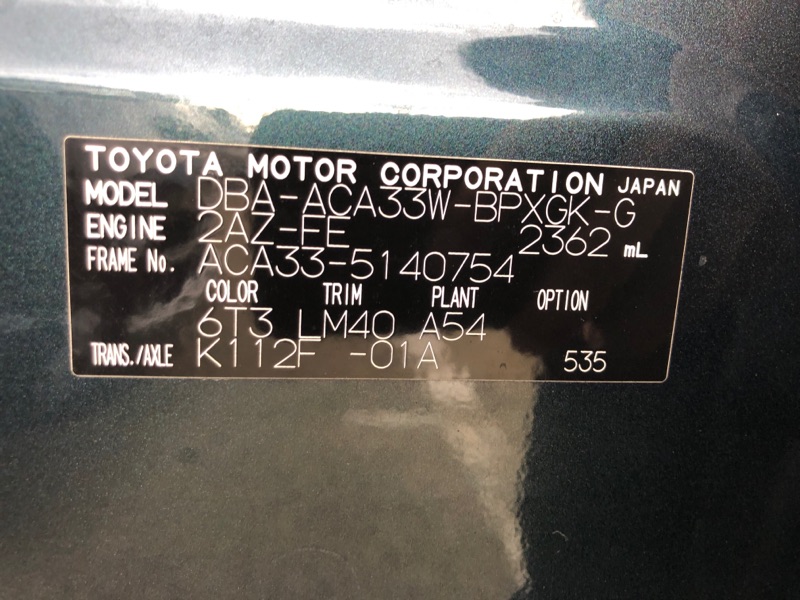 TOYOTA MOTOR CORPORATION JAPAN
MODEL DBA-ACA33W-BPXGK-G
ENGINE 2AZ-FE 2362 mL
FRAME No. ACA33-5140754
COLOR TRIM PLANT OPTION
6T3 LM40 A54
TRANS./AXLE K112F -01A 535